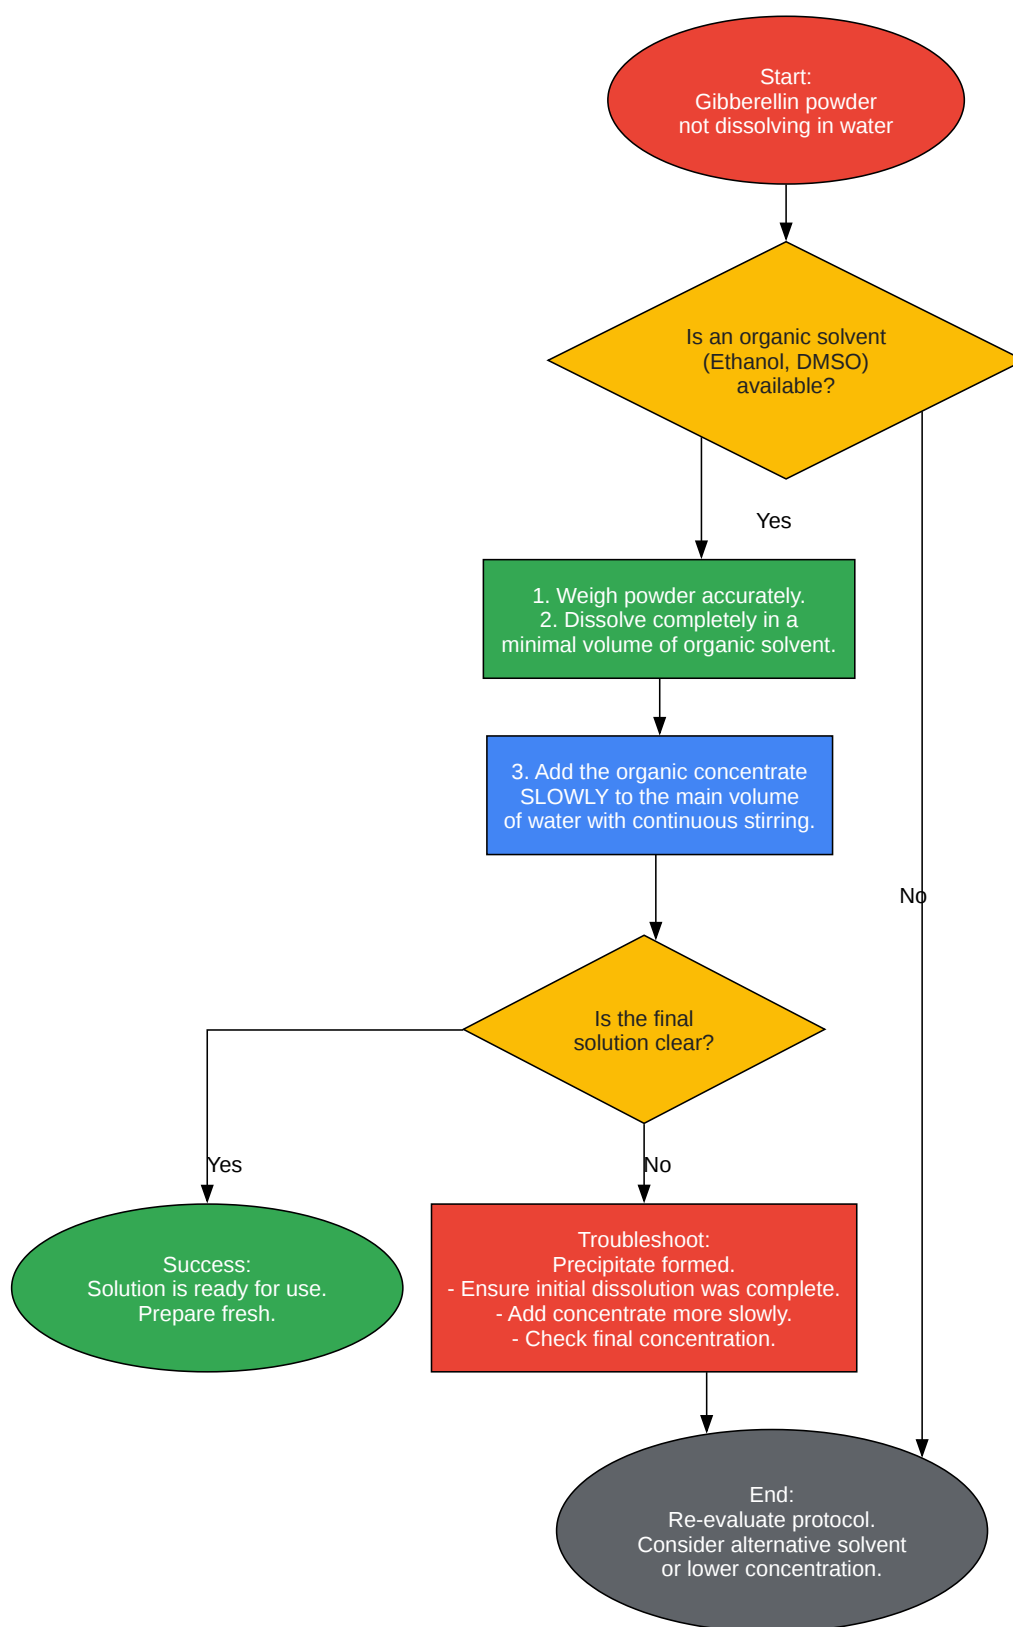 Start:
Gibberellin powder
not dissolving in water
Is an organic solvent
(Ethanol, DMSO)
available?
Yes
1. Weigh powder accurately.
2. Dissolve completely in a
minimal volume of organic solvent.
3. Add the organic concentrate
SLOWLY to the main volume
of water with continuous stirring.
No
Is the final
solution clear?
Yes
No
Success:
Solution is ready for use.
Prepare fresh.
Troubleshoot:
Precipitate formed.
- Ensure initial dissolution was complete.
- Add concentrate more slowly.
- Check final concentration.
End:
Re-evaluate protocol.
Consider alternative solvent
or lower concentration.